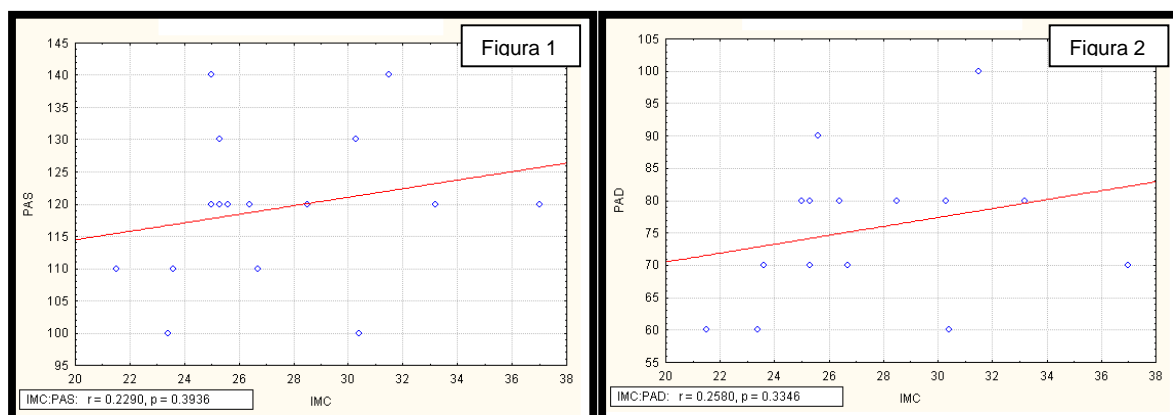 Figura 1
145
140
135
130
125
120
115
110
105
100
95
PAS
20 22 24 26 28 30 32 34 36 38
IMC:PAS: r = 0.2290, p = 0.3936
IMC
Figura 2
100
95
90
85
80
75
70
65
60
55
PAD
20 22 24 26 28 30 32 34 36 38
IMC:PAD: r = 0.2580, p = 0.3346
IMC